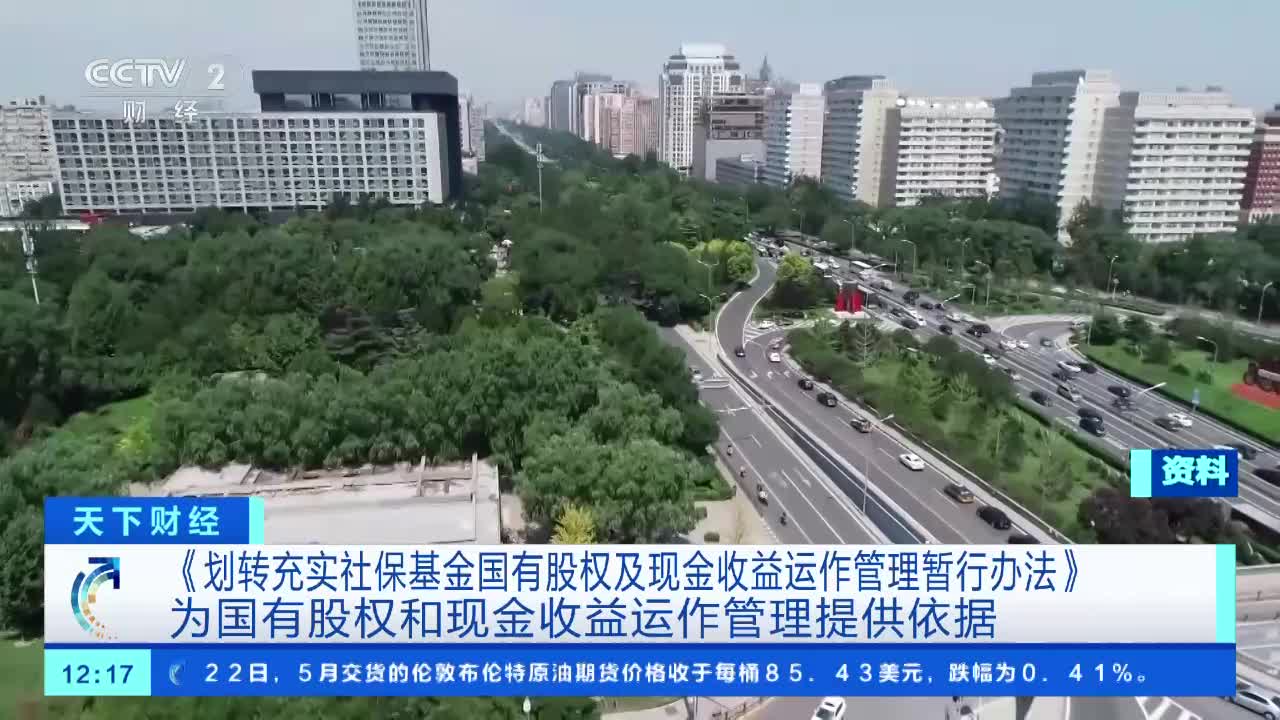 CCTV 2
财经
资料
天下财经
《划转充实社保基金国有股权及现金收益运作管理暂行办法》
为国有股权和现金收益运作管理提供依据
12:17
22日，5月交货的伦敦布伦特原油期货价格收于每桶85．43美元，跌幅为0．41%。